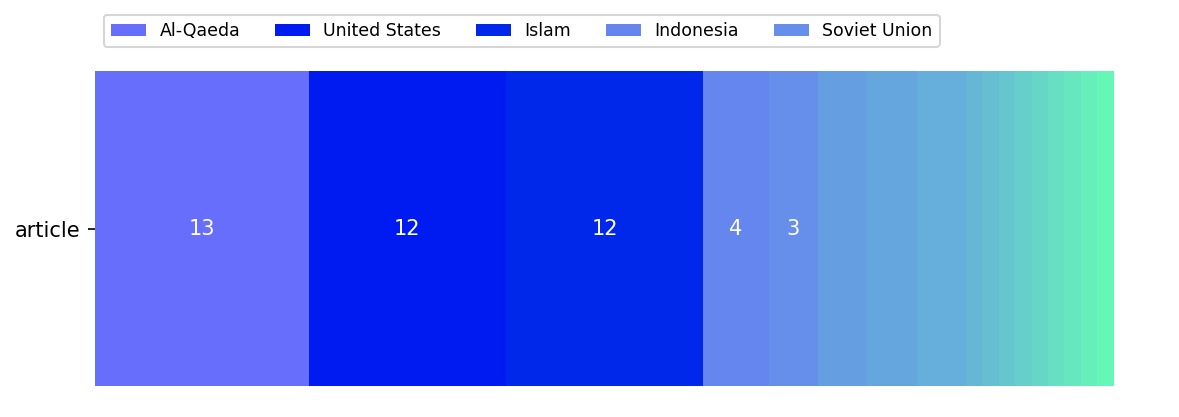 Al-Qaeda United States Islam Indonesia Soviet Union
article 13 12 12 4 3